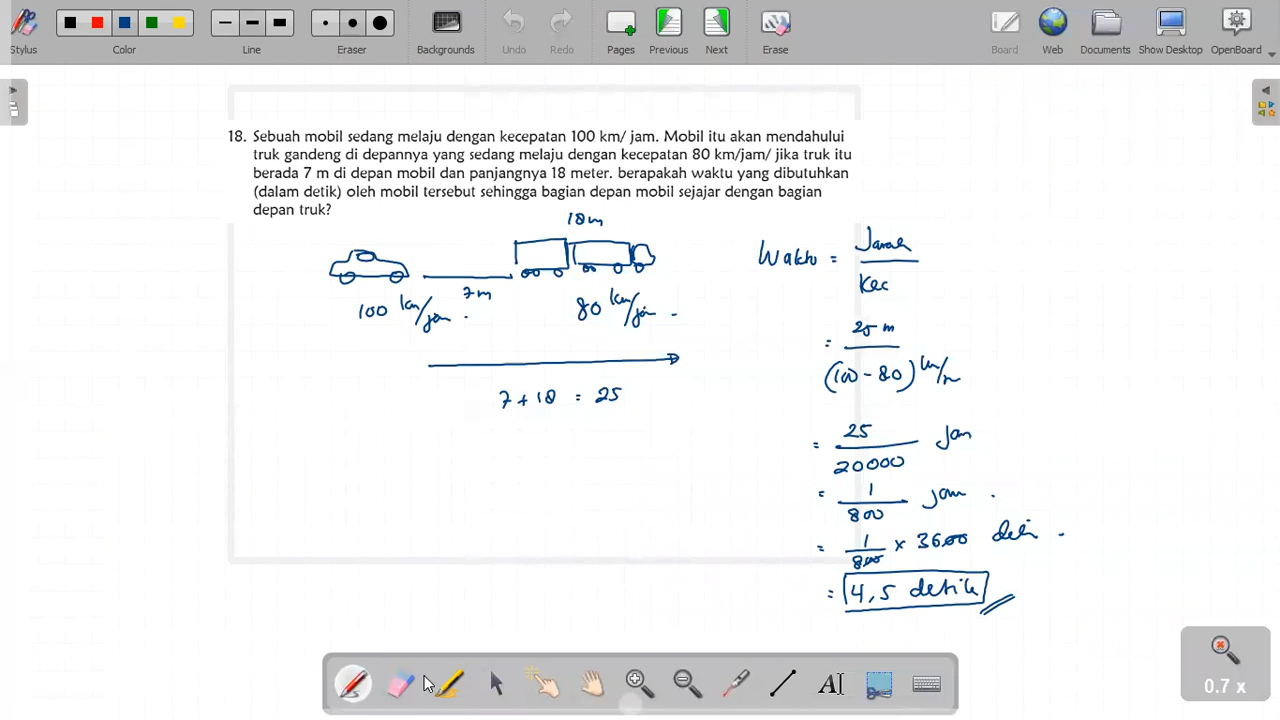 Stylus
Color
Line
Eraser
Backgrounds
Undo
Redo
Pages
Previous
Next
Erase
Board
Web
Documents
Show Desktop
OpenBoard
18. Sebuah mobil sedang melaju dengan kecepatan 100 km/ jam. Mobil itu akan mendahului
truk gandeng di depannya yang sedang melaju dengan kecepatan 80 km/jam/ jika truk itu
berada 7 m di depan mobil dan panjangnya 18 meter. berapakah waktu yang dibutuhkan
(dalam detik) oleh mobil tersebut sehingga bagian depan mobil sejajar dengan bagian
depan truk?
18m
7m
100 km/jam.
80 km/jam.
7 + 18 = 25
Waktu = Jarak
Kec
= 25 m
(100 - 80) km/
= 25 jam
20000
= 1 jam.
800
= 1 x 3600 detik.
800
= 4,5 detik
AI
0.7 x